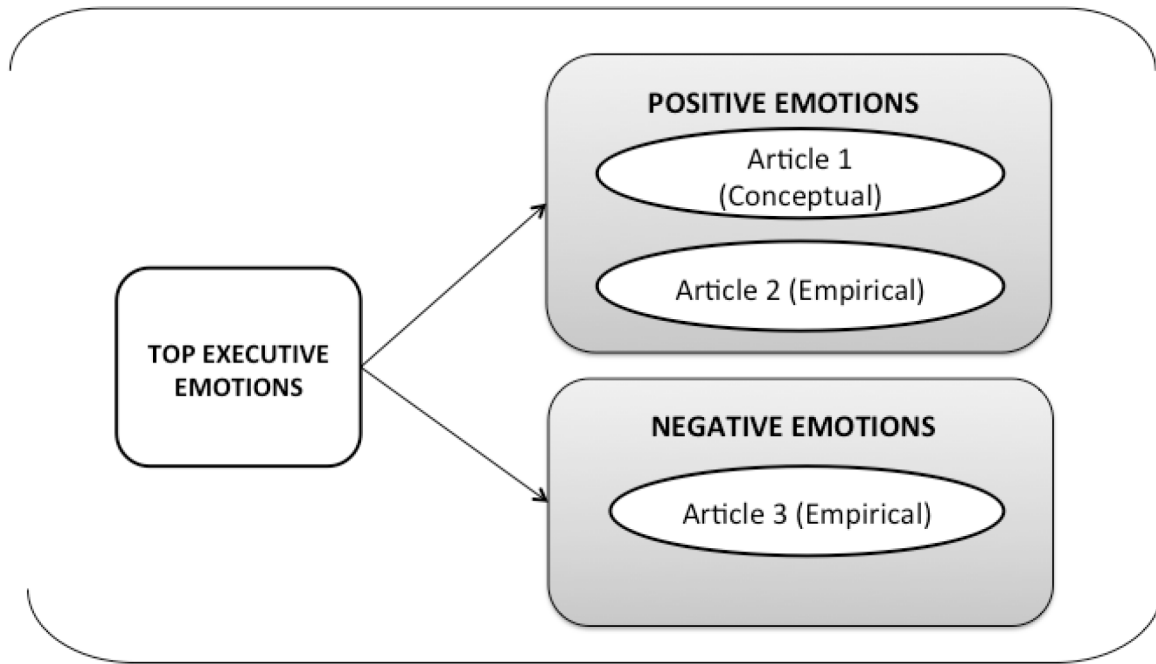 POSITIVE EMOTIONS
Article 1
(Conceptual)
Article 2 (Empirical)
TOP EXECUTIVE
EMOTIONS
NEGATIVE EMOTIONS
Article 3 (Empirical)